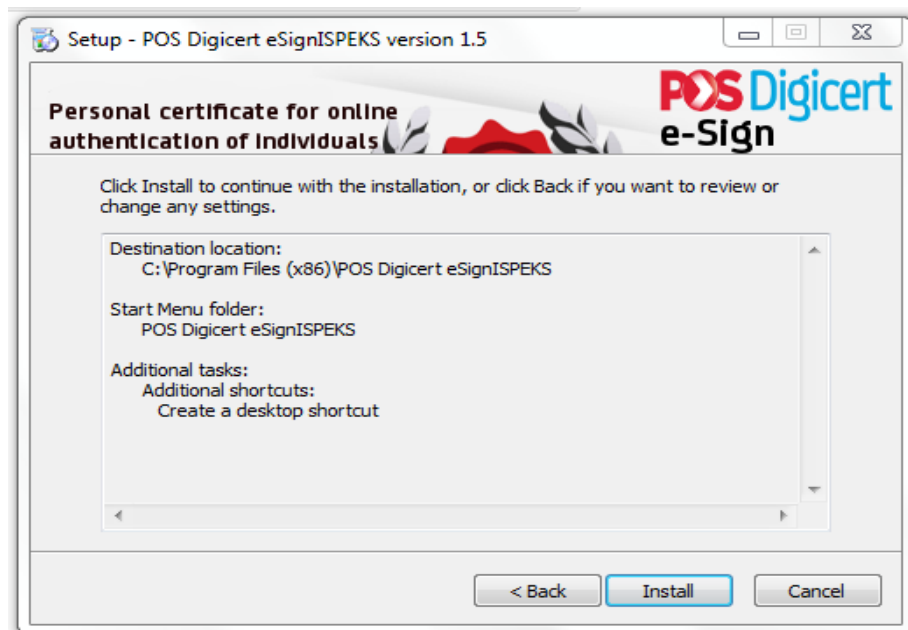 Setup - POS Digicert eSignISPEKS version 1.5
Personal certificate for online
authentication of individuals
POS Digicert
e-Sign
Click Install to continue with the installation, or click Back if you want to review or
change any settings.
Destination location:
C:\Program Files (x86)\POS Digicert eSignISPEKS
Start Menu folder:
POS Digicert eSignISPEKS
Additional tasks:
Additional shortcuts:
Create a desktop shortcut
< Back
Install
Cancel